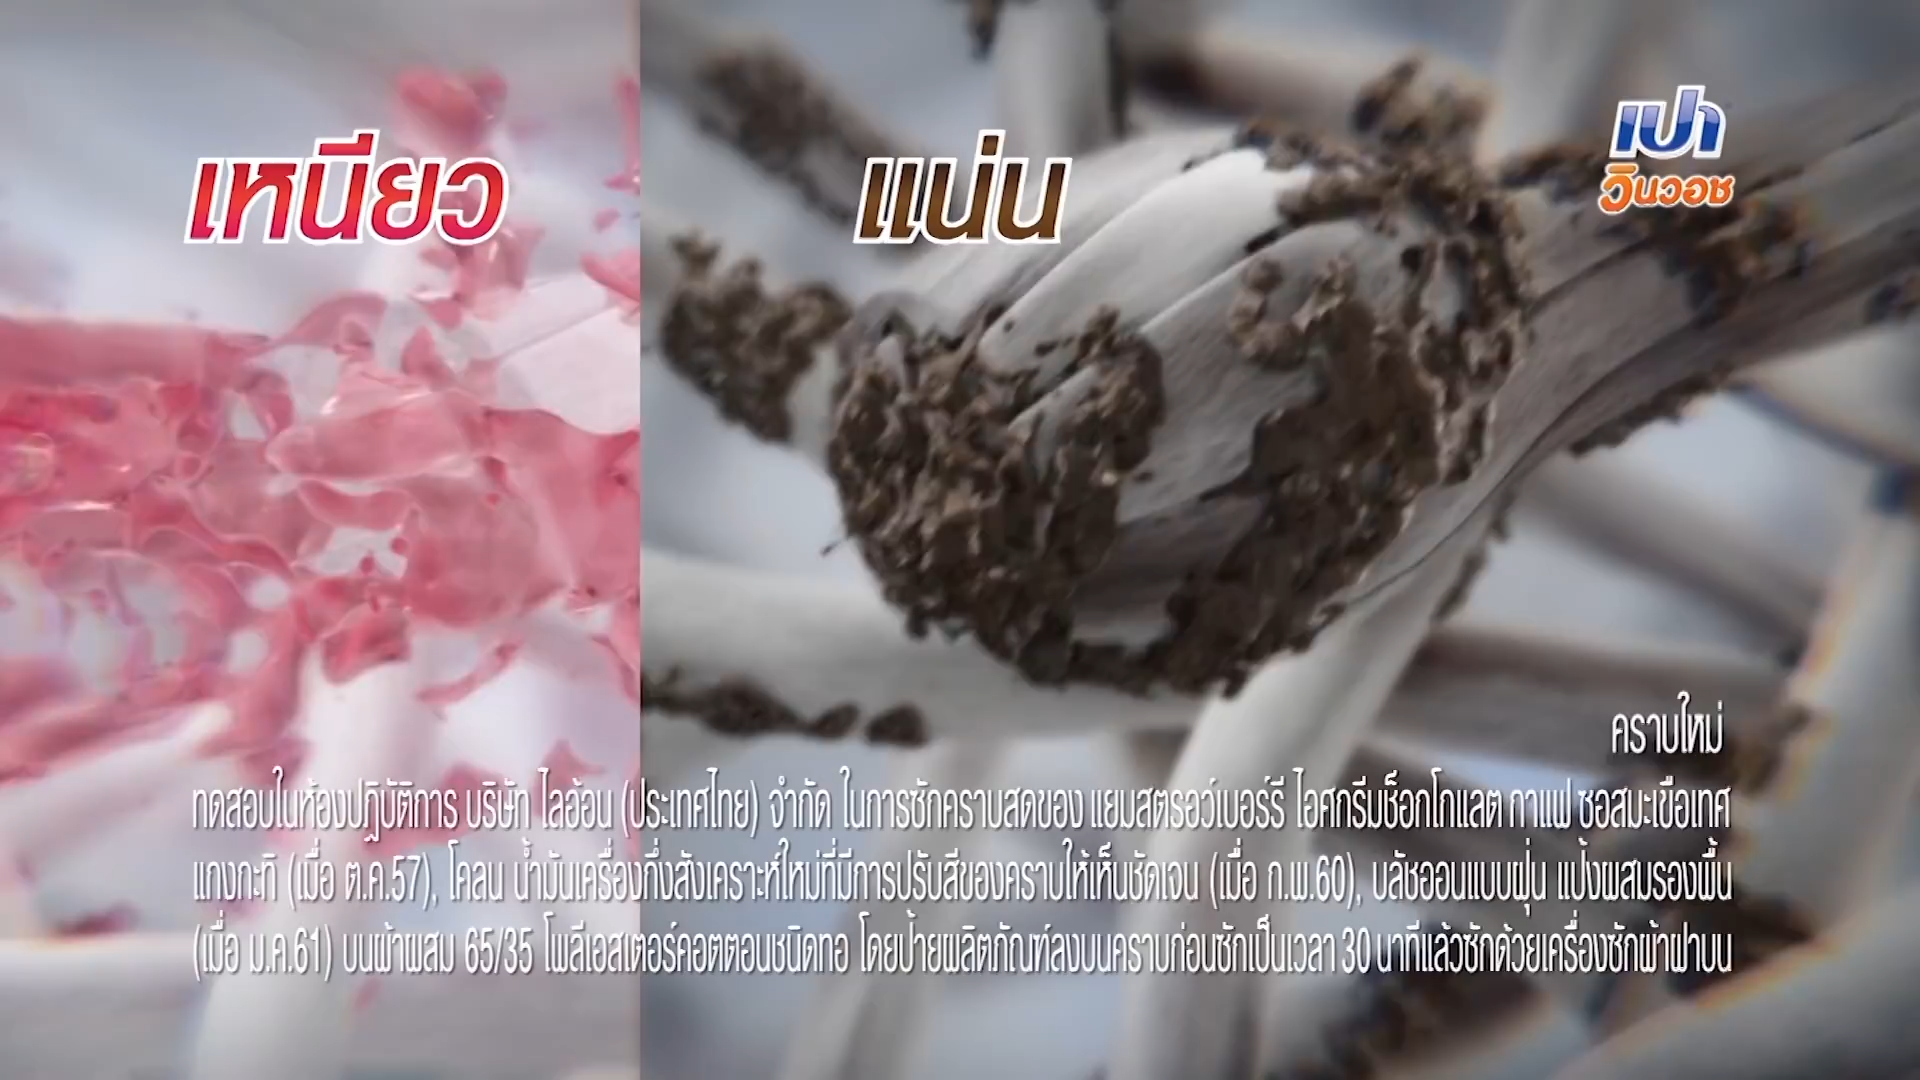 เหนียว
แน่น
เปา
วินวอช
คราบใหม่
ทดสอบในห้องปฏิบัติการ บริษัท ไลอ้อน (ประเทศไทย) จำกัด ในการซักคราบสดของ แยมสตรอว์เบอร์รี ไอศกรีมช็อกโกแลต กาแฟ ซอสมะเขือเทศ
แกงกะทิ (เมื่อ ต.ค.57), โคลน น้ำมันเครื่องกึ่งสังเคราะห์ใหม่ที่มีการปรับสีของคราบให้เห็นชัดเจน (เมื่อ ก.พ.60), บลัชออนแบบฝุ่น แป้งผสมรองพื้น
(เมื่อ ม.ค.61) บนผ้าผสม 65/35 โพลีเอสเตอร์คอตตอนชนิดทอ โดยป้ายผลิตภัณฑ์ลงบนคราบก่อนซักเป็นเวลา 30 นาทีแล้วซักด้วยเครื่องซักผ้าฝาบน